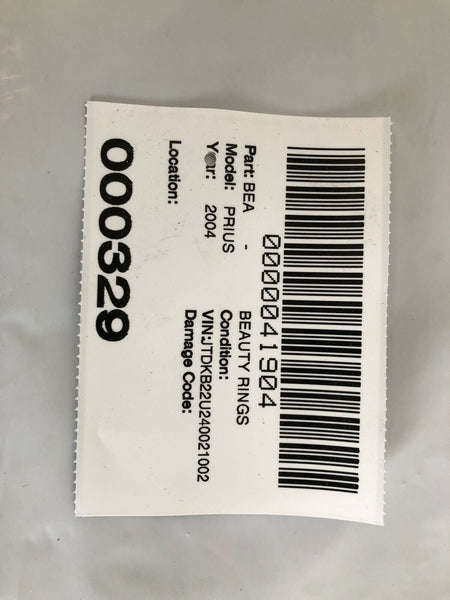 0000041904
Part: BEA - BEAUTY RINGS
Model: PRIUS Condition:
Year: 2004 VIN:JTDKB22U240021002
Damage Code:
Location:
000329